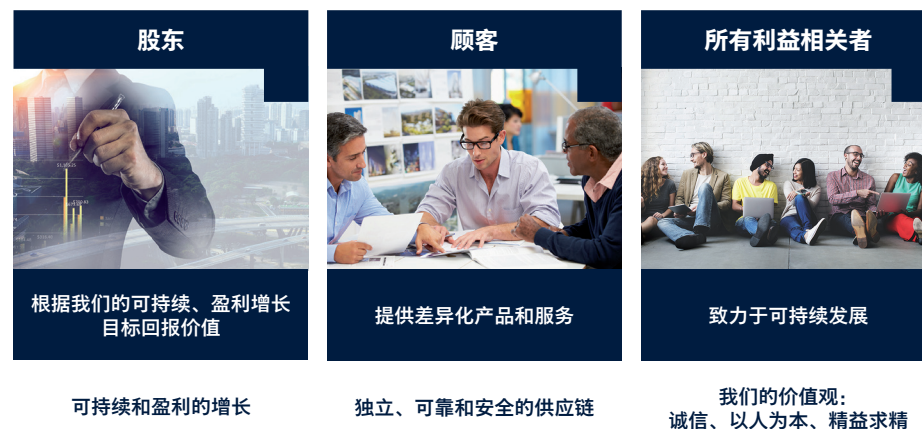 股东
根据我们的可持续、盈利增长
目标回报价值
可持续和盈利的增长
顾客
提供差异化产品和服务
独立、可靠和安全的供应链
所有利益相关者
致力于可持续发展
我们的价值观：
诚信、以人为本、精益求精